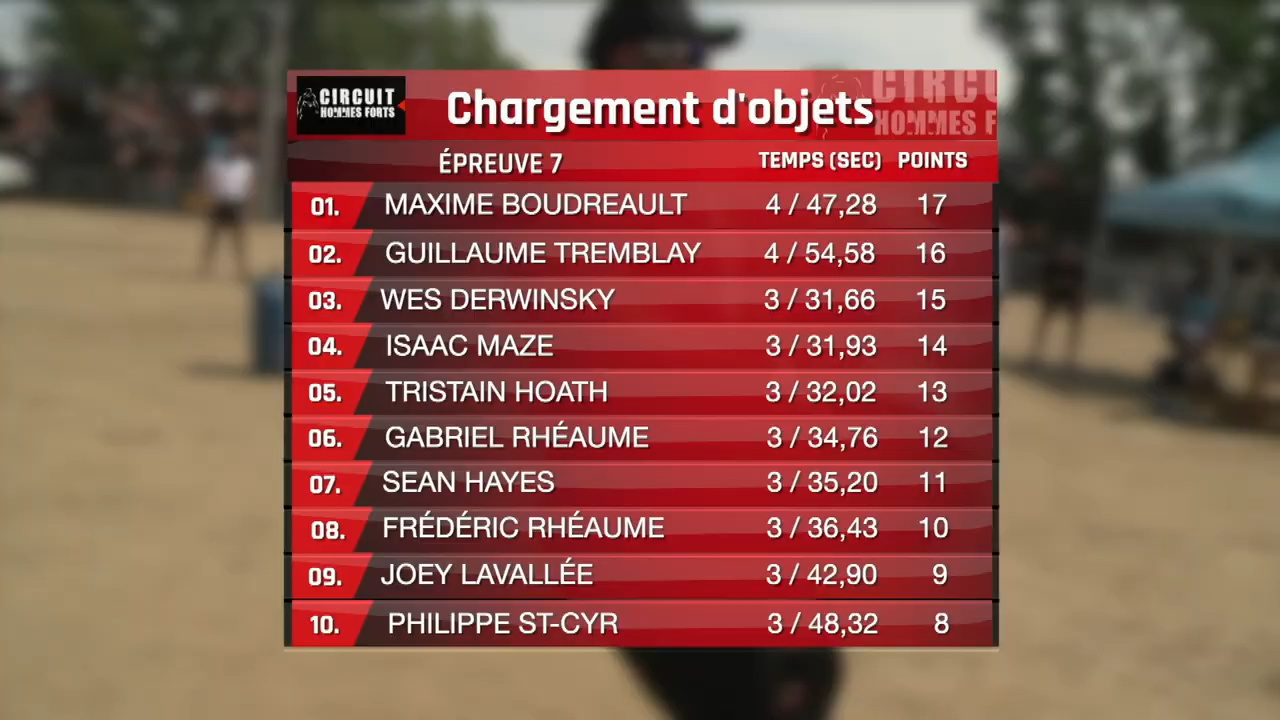 CIRCUIT
HOMMES FORTS
Chargement d'objets
CIRCU
HOMMES F
ÉPREUVE 7 TEMPS (SEC) POINTS
01. MAXIME BOUDREAULT 4 / 47,28 17
02. GUILLAUME TREMBLAY 4 / 54,58 16
03. WES DERWINSKY 3 / 31,66 15
04. ISAAC MAZE 3 / 31,93 14
05. TRISTAIN HOATH 3 / 32,02 13
06. GABRIEL RHÉAUME 3 / 34,76 12
07. SEAN HAYES 3 / 35,20 11
08. FRÉDÉRIC RHÉAUME 3 / 36,43 10
09. JOEY LAVALLÉE 3 / 42,90 9
10. PHILIPPE ST-CYR 3 / 48,32 8